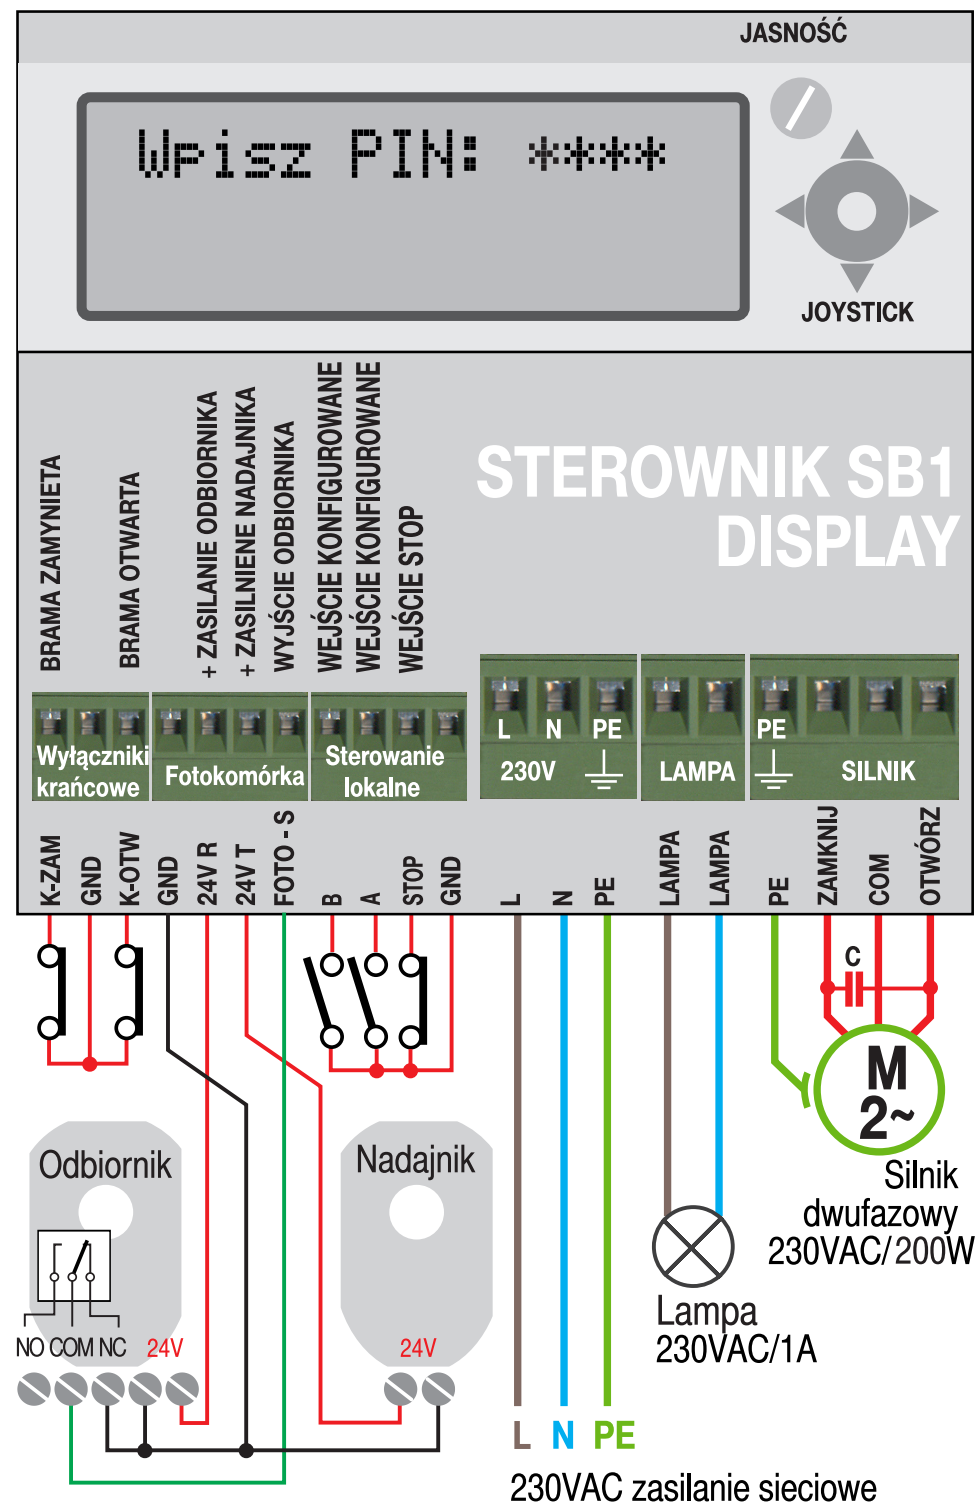 JASNOŚĆ
Wpisz PIN: ****
JOYSTICK
STEROWNIK SB1
DISPLAY
BRAMA ZAMYNIETA
BRAMA OTWARTA
+ ZASILANIE ODBIORNIKA
+ ZASILNIENE NADAJNIKA
WYJŚCIE ODBIORNIKA
WEJŚCIE KONFIGUROWANE
WEJŚCIE KONFIGUROWANE
WEJŚCIE STOP
Wyłączniki
krańcowe
Fotokomórka
Sterowanie
lokalne
L N PE
230V
LAMPA
PE
SILNIK
K-ZAM
GND
K-OTW
GND
24V R
24V T
FOTO - S
B
A
STOP
GND
L
N
PE
LAMPA
LAMPA
PE
ZAMKNIJ
COM
OTWÓRZ
C
M
2~
Silnik
dwufazowy
230VAC/200W
Odbiornik
NO COM NC 24V
Nadajnik
24V
Lampa
230VAC/1A
L N PE
230VAC zasilanie sieciowe